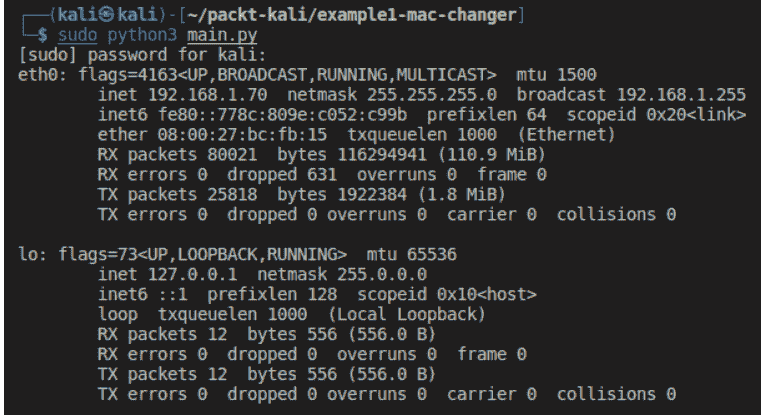 ┌──(kali㉿kali)-[~/packt-kali/example1-mac-changer]
└─$ sudo python3 main.py
[sudo] password for kali:
eth0: flags=4163<UP,BROADCAST,RUNNING,MULTICAST>  mtu 1500
        inet 192.168.1.70  netmask 255.255.255.0  broadcast 192.168.1.255
        inet6 fe80::778c:809e:c052:c99b  prefixlen 64  scopeid 0x20<link>
        ether 08:00:27:bc:fb:15  txqueuelen 1000  (Ethernet)
        RX packets 80021  bytes 116294941 (110.9 MiB)
        RX errors 0  dropped 631  overruns 0  frame 0
        TX packets 25818  bytes 1922384 (1.8 MiB)
        TX errors 0  dropped 0 overruns 0  carrier 0  collisions 0

lo: flags=73<UP,LOOPBACK,RUNNING>  mtu 65536
        inet 127.0.0.1  netmask 255.0.0.0
        inet6 ::1  prefixlen 128  scopeid 0x10<host>
        loop  txqueuelen 1000  (Local Loopback)
        RX packets 12  bytes 556 (556.0 B)
        RX errors 0  dropped 0  overruns 0  frame 0
        TX packets 12  bytes 556 (556.0 B)
        TX errors 0  dropped 0 overruns 0  carrier 0  collisions 0